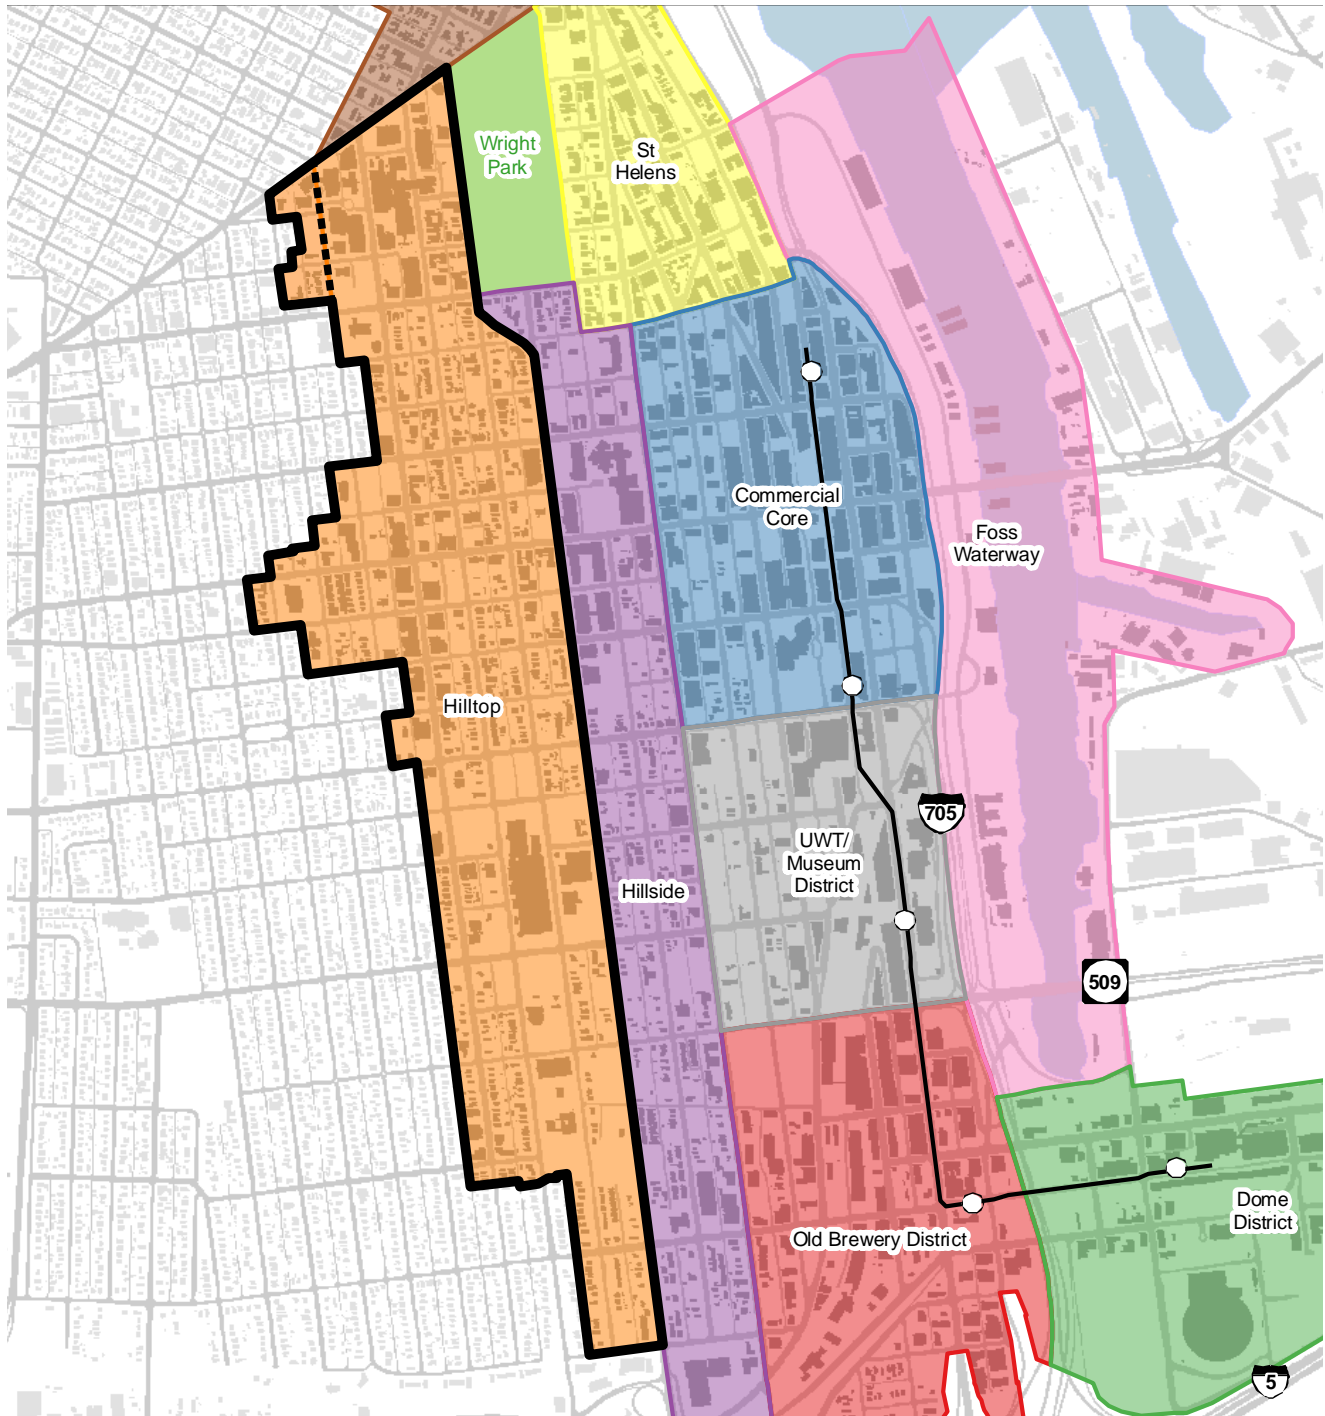 Wright
Park
St
Helens
Commercial
Core
Foss
Waterway
Hilltop
705
UWT/
Museum
District
Hillside
509
Dome
District
Old Brewery District
5